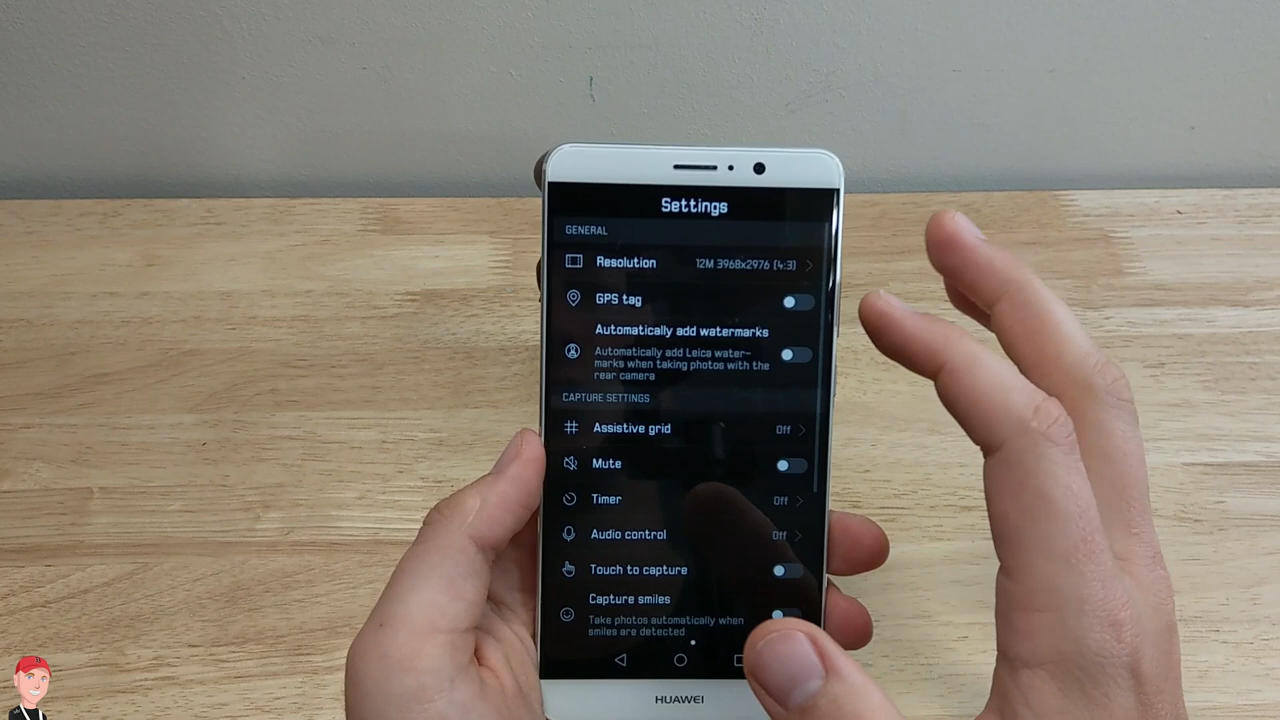 Settings
GENERAL
Resolution 12M 3968x2976 (4:3)
GPS tag
Automatically add watermarks
Automatically add Leica water-
marks when taking photos with the
rear camera
CAPTURE SETTINGS
Assistive grid Off
Mute
Timer Off
Audio control Off
Touch to capture
Capture smiles
Take photos automatically when
smiles are detected
HUAWEI